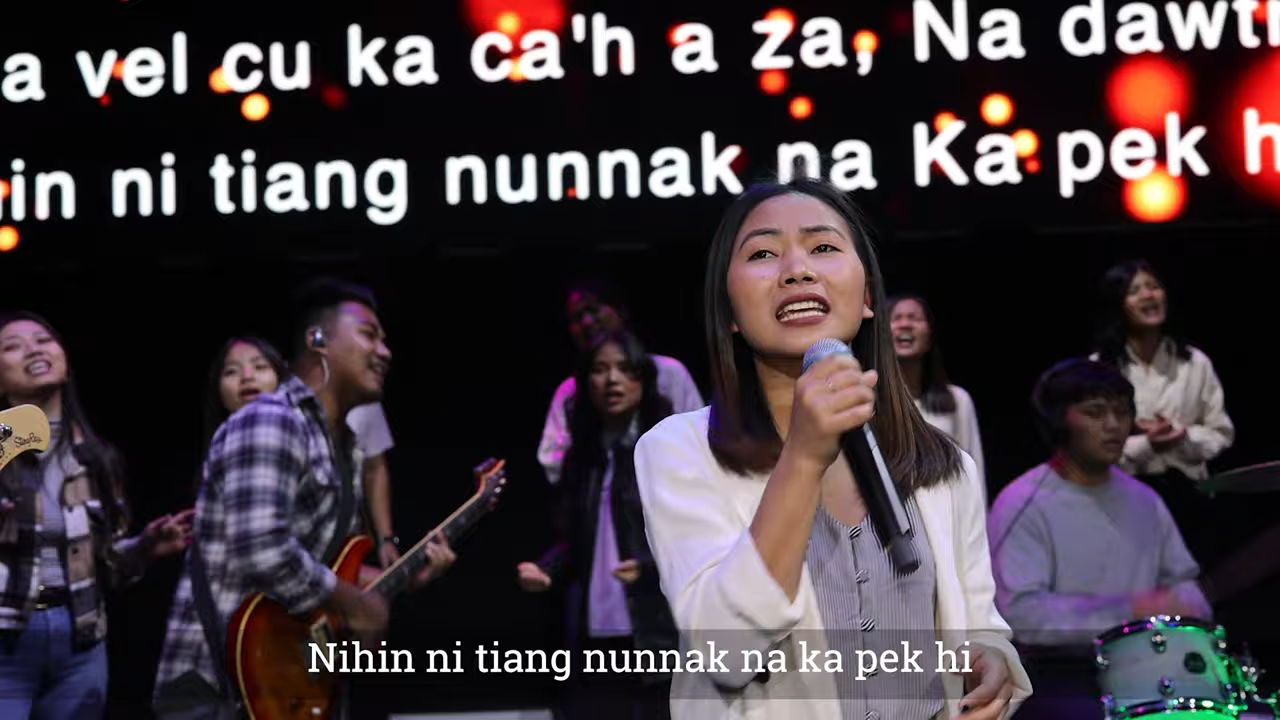 a vel cu ka ca'h a za, Na dawt
in ni tiang nunnak na Ka pek h
Nihin ni tiang nunnak na ka pek hi